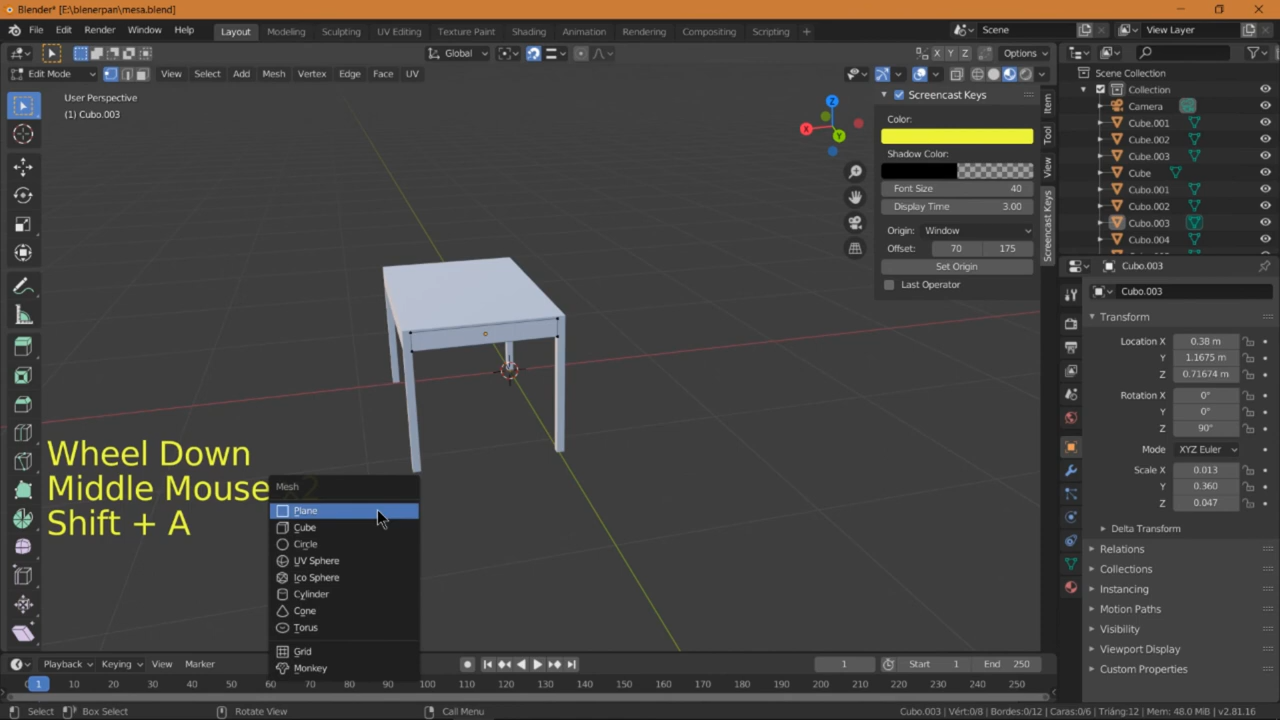 Blender* [E:\blenerpan\mesa.blend]
File Edit Render Window Help Layout Modeling Sculpting UV Editing Texture Paint Shading Animation Rendering Compositing Scripting + Scene View Layer
Global X Y Z Options
Edit Mode View Select Add Mesh Vertex Edge Face UV
User Perspective
(1) Cubo.003
Z
X
Y
Screencast Keys
Color:
Shadow Color:
Font Size 40
Display Time 3.00
Origin: Window
Offset: 70 175
Set Origin
Last Operator
Item
Tool
View
Screencast Keys
Scene Collection
Collection
Camera
Cube.001
Cube.002
Cube.003
Cube
Cubo.001
Cubo.002
Cubo.003
Cubo.004
Cubo.003
Cubo.003
Transform
Location X 0.38 m
Y 1.1675 m
Z 0.71674 m
Rotation X 0°
Y 0°
Z 90°
Mode XYZ Euler
Scale X 0.013
Y 0.360
Z 0.047
Delta Transform
Relations
Collections
Instancing
Motion Paths
Visibility
Viewport Display
Custom Properties
Wheel Down
Middle Mouse x2
Shift + A
Mesh
Plane
Cube
Circle
UV Sphere
Ico Sphere
Cylinder
Cone
Torus
Grid
Monkey
Playback Keying View Marker 1 Start 1 End 250
1 10 20 30 40 50 60 70 80 90 100 110 120 130 140 150 160 170 180 190 200 210 220 230 240 250
Select Box Select Rotate View Call Menu Cubo.003 | Vért:0/8 | Bordes:0/12 | Caras:0/6 | Triáng:12 | Mem: 48.0 MiB | v2.81.16